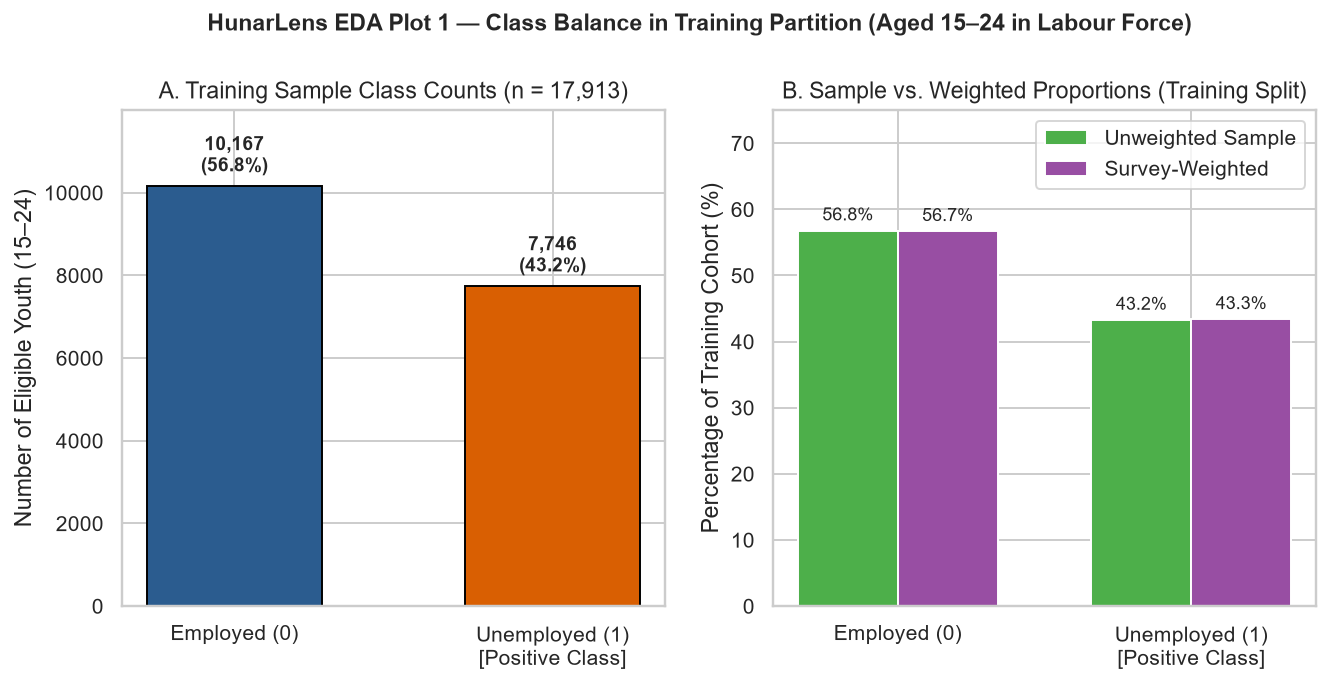 HunarLens EDA Plot 1 — Class Balance in Training Partition (Aged 15–24 in Labour Force)
A. Training Sample Class Counts (n = 17,913)
Number of Eligible Youth (15–24)
10000
8000
6000
4000
2000
0
10,167
(56.8%)
7,746
(43.2%)
Employed (0)
Unemployed (1)
[Positive Class]
B. Sample vs. Weighted Proportions (Training Split)
Unweighted Sample
Survey-Weighted
Percentage of Training Cohort (%)
70
60
50
40
30
20
10
0
56.8%
56.7%
43.2%
43.3%
Employed (0)
Unemployed (1)
[Positive Class]